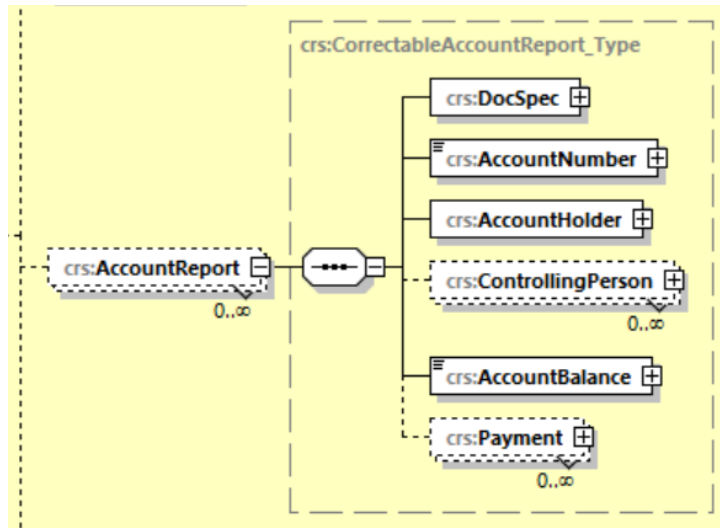 crs:CorrectableAccountReport_Type
crs:DocSpec
crs:AccountNumber
crs:AccountHolder
crs:AccountReport
crs:ControllingPerson
0..∞
0..∞
crs:AccountBalance
crs:Payment
0..∞